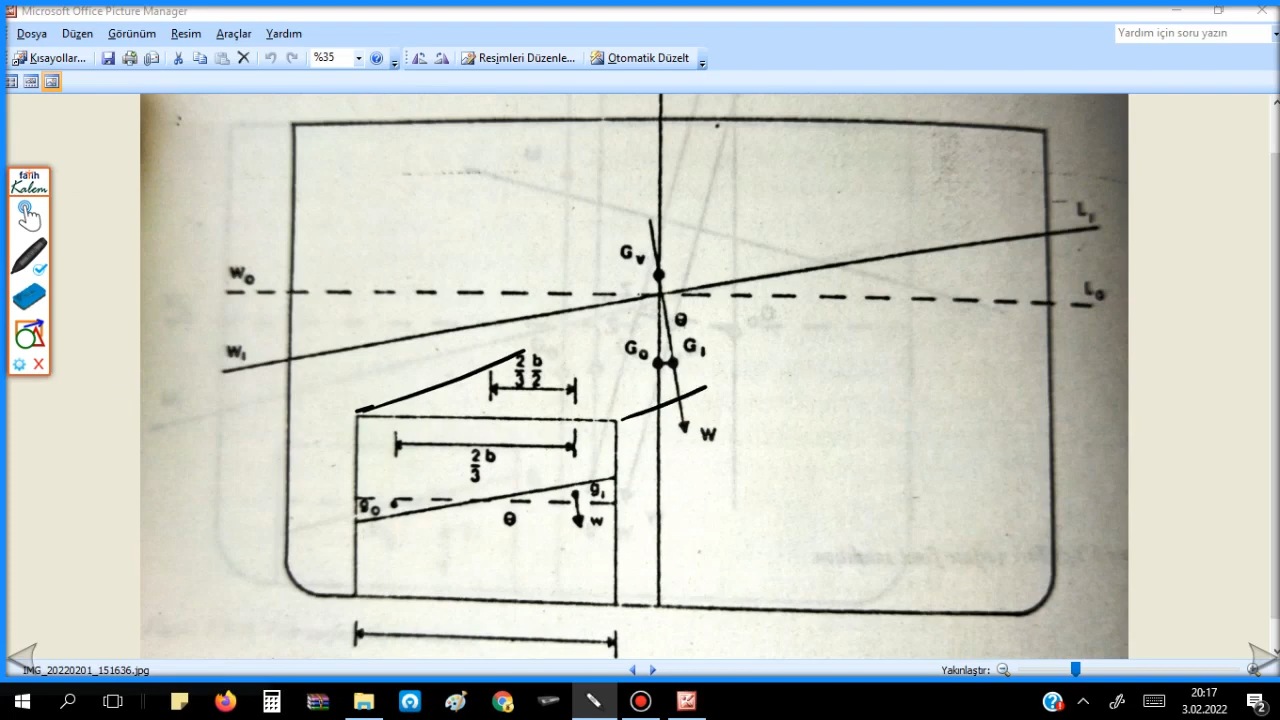 Microsoft Office Picture Manager
Dosya Düzen Görünüm Resim Araçlar Yardım
Yardım için soru yazın
Kısayollar... %35 Resimleri Düzenle... Otomatik Düzelt
fatih
Kalem
W₀
L₁
L₀
W₁
Gᵥ
θ
G₀ G₁
W
2/3 b/2
2/3 b
g₀
g₁
θ
w
IMG_20220201_151636.jpg
Yakınlaştır:
20:17
3.02.2022
2